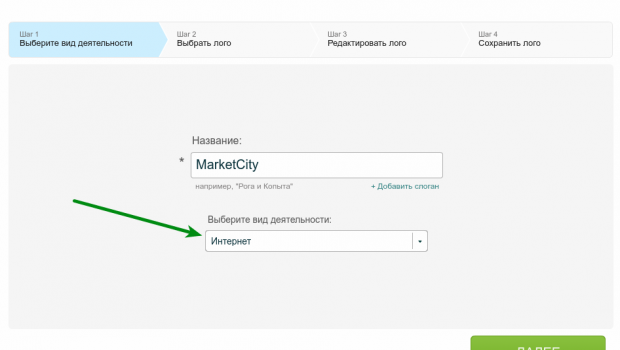 Шаг 1
Выберите вид деятельности
Шаг 2
Выбрать лого
Шаг 3
Редактировать лого
Шаг 4
Сохранить лого
Название:
* MarketCity
например, "Рога и Копыта"
+ Добавить слоган
Выберите вид деятельности:
Интернет
ДАЛЕЕ